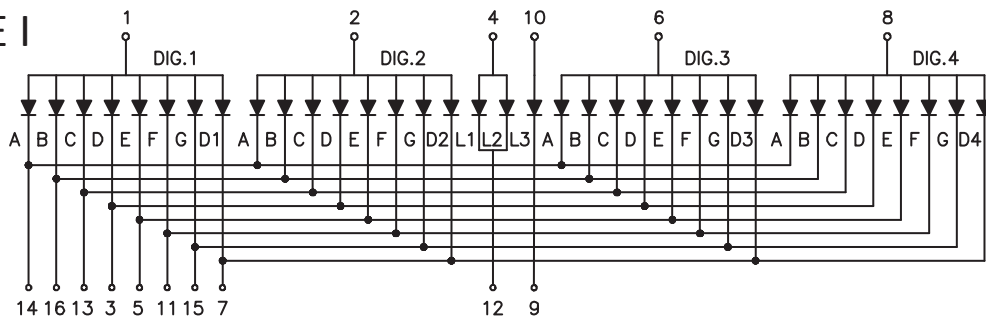 1 2 4 10 6 8
E I
DIG.1 DIG.2 DIG.3 DIG.4
A B C D E F G D1 A B C D E F G D2 L1 L2 L3 A B C D E F G D3 A B C D E F G D4
14 16 13 3 5 11 15 7 12 9